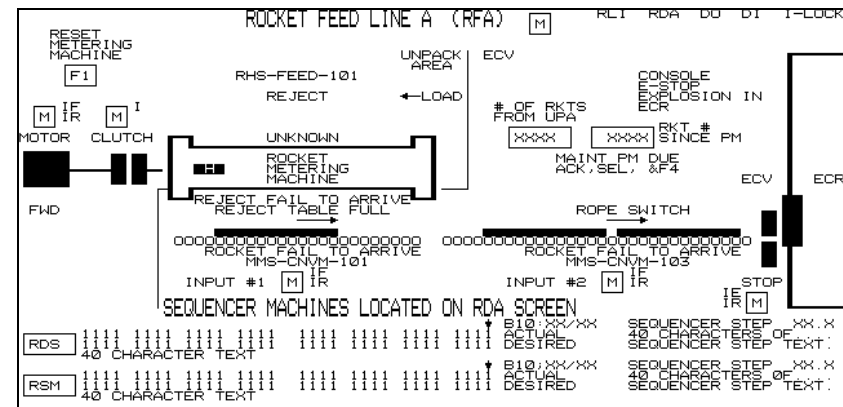 ROCKET FEED LINE A (RFA) M RLI RDA DO DI I-LOCK
RESET
METERING
MACHINE
F1
UNPACK
AREA
ECV
RHS-FEED-101
REJECT
←LOAD
CONSOLE
E-STOP
EXPLOSION IN
ECR
M IF
IR
M I
# OF RKTS
FROM UPA
XXXX
XXXX
RKT #
SINCE PM
MOTOR
CLUTCH
UNKNOWN
ROCKET
METERING
MACHINE
MAINT PM DUE
ACK,SEL, &F4
ECV
ECR
FWD
REJECT FAIL TO ARRIVE
REJECT TABLE FULL
ROPE SWITCH
ROCKET FAIL TO ARRIVE
MMS-CNVM-101
ROCKET FAIL TO ARRIVE
MMS-CNVM-103
INPUT #1 M IF
IR
INPUT #2 M IF
IR
STOP
IF
IR M
SEQUENCER MACHINES LOCATED ON RDA SCREEN
RDS
1111 1111 1111 1111 1111 1111 1111 1111 B10:XX/XX SEQUENCER STEP XX.X
1111 1111 1111 1111 1111 1111 1111 1111 ACTUAL 40 CHARACTERS OF
DESIRED SEQUENCER STEP TEXT.
40 CHARACTER TEXT
RSM
1111 1111 1111 1111 1111 1111 1111 1111 B10:XX/XX SEQUENCER STEP XX.X
1111 1111 1111 1111 1111 1111 1111 1111 ACTUAL 40 CHARACTERS OF
DESIRED SEQUENCER STEP TEXT.
40 CHARACTER TEXT